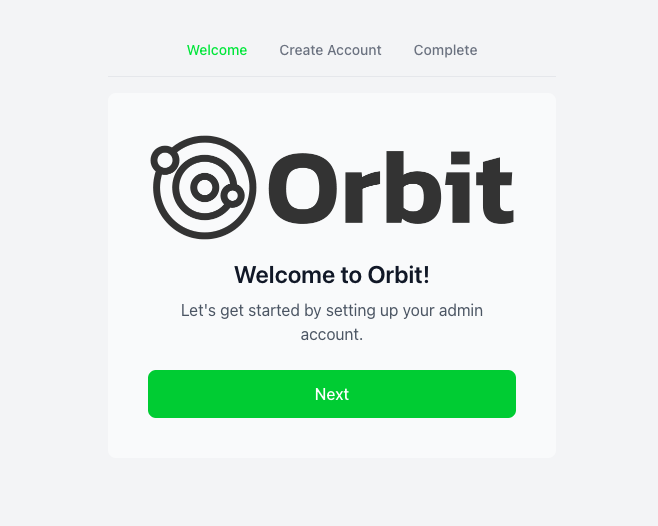 Welcome Create Account Complete
Orbit
Welcome to Orbit!
Let's get started by setting up your admin
account.
Next